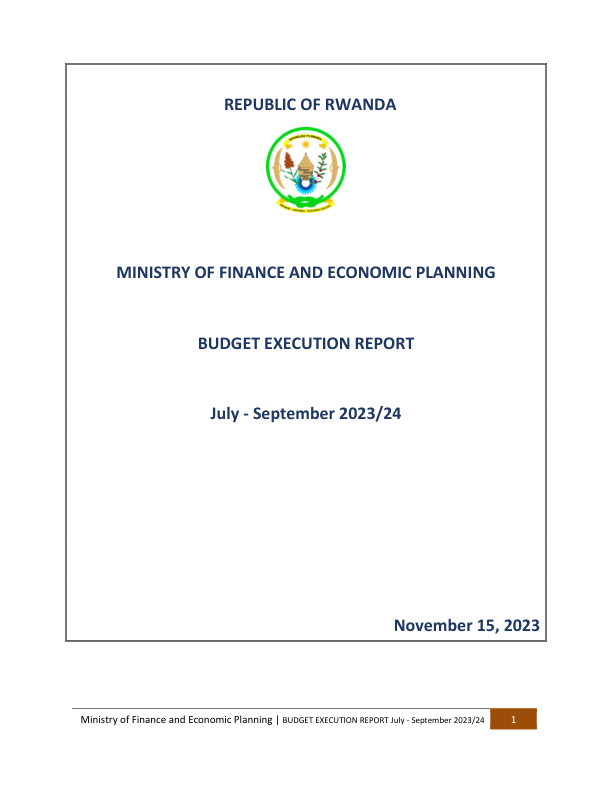 REPUBLIC OF RWANDA
MINISTRY OF FINANCE AND ECONOMIC PLANNING
BUDGET EXECUTION REPORT
July - September 2023/24
November 15, 2023
Ministry of Finance and Economic Planning | BUDGET EXECUTION REPORT July - September 2023/24 1